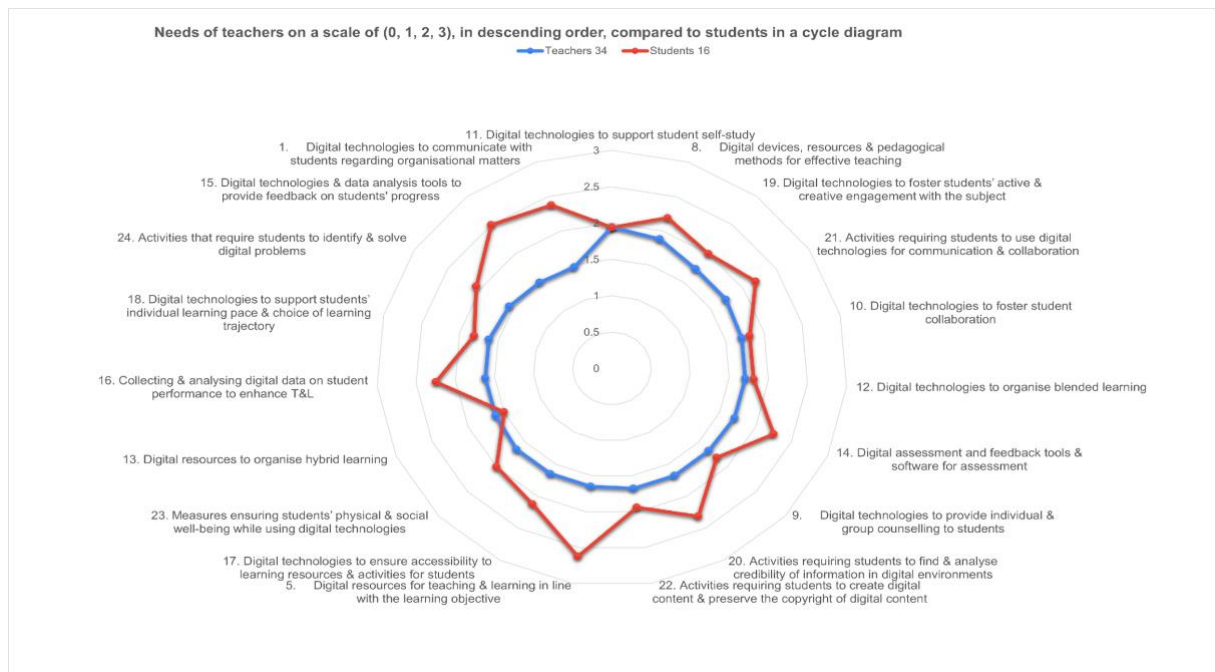 Needs of teachers on a scale of (0, 1, 2, 3), in descending order, compared to students in a cycle diagram
Teachers 34
Students 16
11. Digital technologies to support student self-study
8. Digital devices, resources & pedagogical
methods for effective teaching
19. Digital technologies to foster students' active &
creative engagement with the subject
21. Activities requiring students to use digital
technologies for communication & collaboration
10. Digital technologies to foster student
collaboration
12. Digital technologies to organise blended learning
14. Digital assessment and feedback tools &
software for assessment
9. Digital technologies to provide individual &
group counselling to students
20. Activities requiring students to find & analyse
credibility of information in digital environments
22. Activities requiring students to create digital
content & preserve the copyright of digital content
5. Digital resources for teaching & learning in line
with the learning objective
17. Digital technologies to ensure accessibility to
learning resources & activities for students
23. Measures ensuring students' physical & social
well-being while using digital technologies
13. Digital resources to organise hybrid learning
16. Collecting & analysing digital data on student
performance to enhance T&L
18. Digital technologies to support students'
individual learning pace & choice of learning
trajectory
24. Activities that require students to identify & solve
digital problems
15. Digital technologies & data analysis tools to
provide feedback on students' progress
1. Digital technologies to communicate with
students regarding organisational matters
3
2.5
2
1.5
1
0.5
0